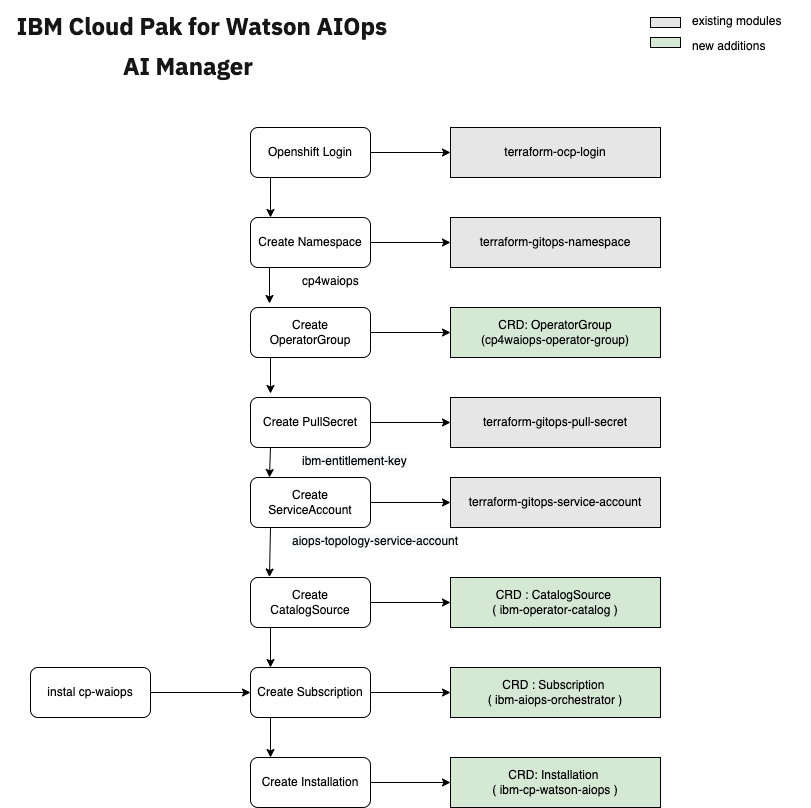 IBM Cloud Pak for Watson AIOps
AI Manager
existing modules
new additions
Openshift Login
terraform-ocp-login
Create Namespace
terraform-gitops-namespace
cp4waiops
Create
OperatorGroup
CRD: OperatorGroup
(cp4waiops-operator-group)
Create PullSecret
terraform-gitops-pull-secret
ibm-entitlement-key
Create
ServiceAccount
terraform-gitops-service-account
aiops-topology-service-account
Create
CatalogSource
CRD : CatalogSource
( ibm-operator-catalog )
instal cp-waiops
Create Subscription
CRD : Subscription
( ibm-aiops-orchestrator )
Create Installation
CRD: Installation
( ibm-cp-watson-aiops )